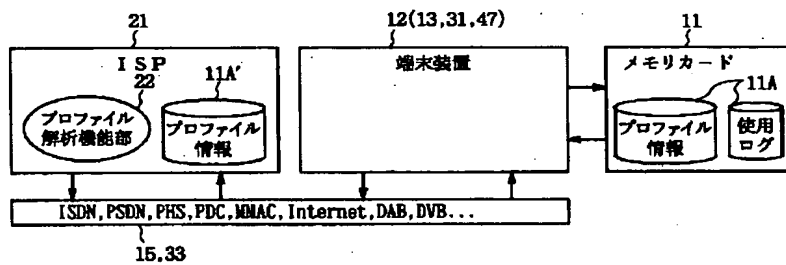 21
12(13,31,47)
11
ISP
22
11A'
プロファイル
解析機能部
プロファイル
情報
端末装置
メモリカード
11A
プロファイル
情報
使用
ログ
ISDN,PSDN,PHS,PDC,MMAC,Internet,DAB,DVB...
15,33